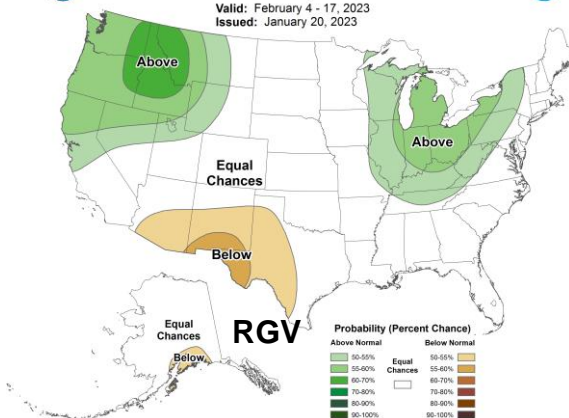 Valid: February 4 - 17, 2023
Issued: January 20, 2023
Above
Above
Equal
Chances
Below
Equal
Chances
Below
RGV
Probability (Percent Chance)
Above Normal
Below Normal
Equal
Chances
50-55%
55-60%
60-70%
70-80%
80-90%
90-100%
50-55%
55-60%
60-70%
70-80%
80-90%
90-100%